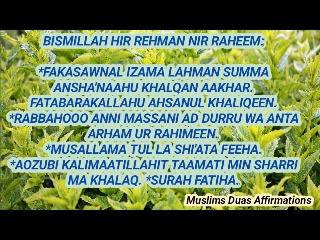 BISMILLAH HIR REHMAN NIR RAHEEM:
*FAKASAWNAL IZAMA LAHMAN SUMMA
ANSHA'NAAHU KHALQAN AAKHAR.
FATABARAKALLAHU AHSANUL KHALIQEEN.
*RABBAHOOO ANNI MASSANI AD DURRU WA ANTA
ARHAM UR RAHIMEEN.
*MUSALLAMA TUL LA SHI'ATA FEEHA.
*AOZUBI KALIMAATILLAHIT TAAMATI MIN SHARRI
MA KHALAQ. *SURAH FATIHA.
Muslims Duas Affirmations